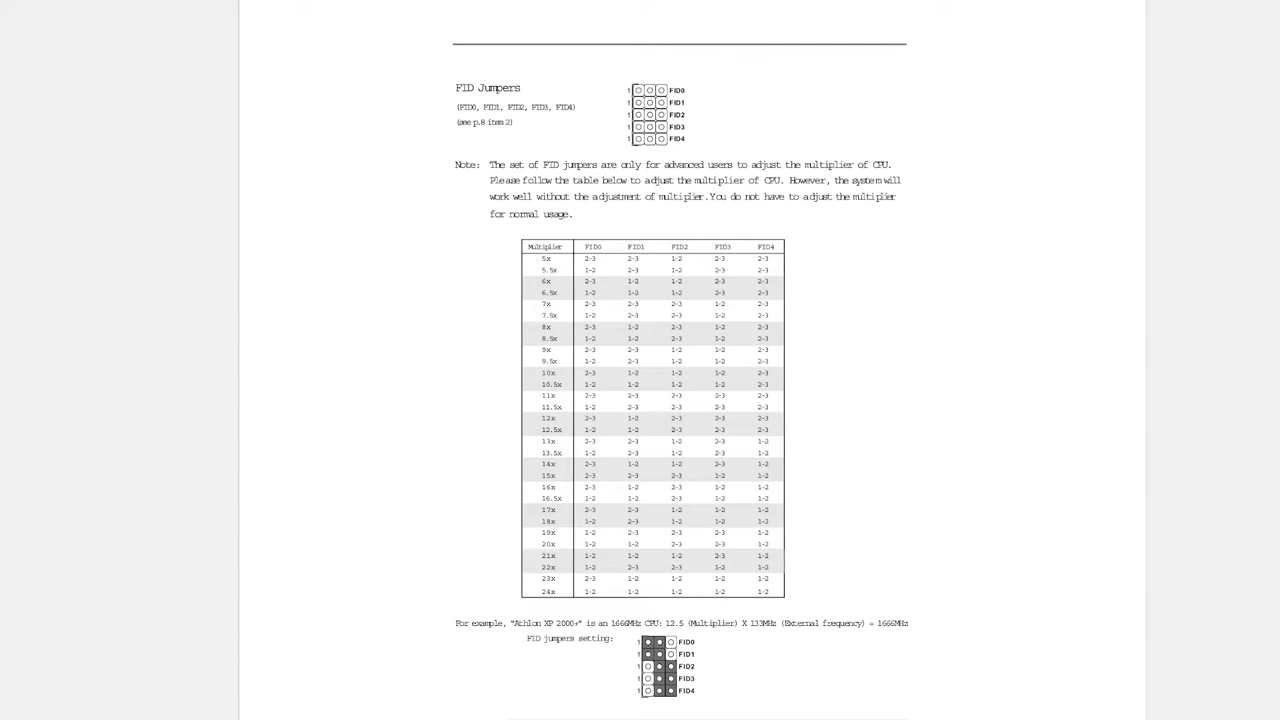 FID Jumpers
(FID0, FID1, FID2, FID3, FID4)
(see p.8 item 2)
1 FID0
1 FID1
1 FID2
1 FID3
1 FID4
Note: The set of FID jumpers are only for advanced users to adjust the multiplier of CPU.
Please follow the table below to adjust the multiplier of CPU. However, the system will
work well without the adjustment of multiplier. You do not have to adjust the multiplier
for normal usage.
Multiplier FID0 FID1 FID2 FID3 FID4
5x 2-3 2-3 1-2 2-3 2-3
5.5x 1-2 2-3 1-2 2-3 2-3
6x 2-3 1-2 1-2 2-3 2-3
6.5x 1-2 1-2 1-2 2-3 2-3
7x 2-3 2-3 2-3 1-2 2-3
7.5x 1-2 2-3 2-3 1-2 2-3
8x 2-3 1-2 2-3 1-2 2-3
8.5x 1-2 1-2 2-3 1-2 2-3
9x 2-3 2-3 1-2 1-2 2-3
9.5x 1-2 2-3 1-2 1-2 2-3
10x 2-3 1-2 1-2 1-2 2-3
10.5x 1-2 1-2 1-2 1-2 2-3
11x 2-3 2-3 2-3 2-3 2-3
11.5x 1-2 2-3 2-3 2-3 2-3
12x 2-3 1-2 2-3 2-3 2-3
12.5x 1-2 1-2 2-3 2-3 2-3
13x 2-3 2-3 1-2 2-3 1-2
13.5x 1-2 2-3 1-2 2-3 1-2
14x 2-3 1-2 1-2 2-3 1-2
15x 2-3 2-3 2-3 1-2 1-2
16x 2-3 1-2 2-3 1-2 1-2
16.5x 1-2 1-2 2-3 1-2 1-2
17x 2-3 2-3 1-2 1-2 1-2
18x 1-2 2-3 1-2 1-2 1-2
19x 1-2 2-3 2-3 2-3 1-2
20x 1-2 1-2 2-3 2-3 1-2
21x 1-2 1-2 1-2 2-3 1-2
22x 1-2 2-3 2-3 1-2 1-2
23x 2-3 1-2 1-2 1-2 1-2
24x 1-2 1-2 1-2 1-2 1-2
For example, "Athlon XP 2000+" is an 1666MHz CPU: 12.5 (Multiplier) X 133MHz (External frequency) = 1666MHz
FID jumpers setting:
1 FID0
1 FID1
1 FID2
1 FID3
1 FID4